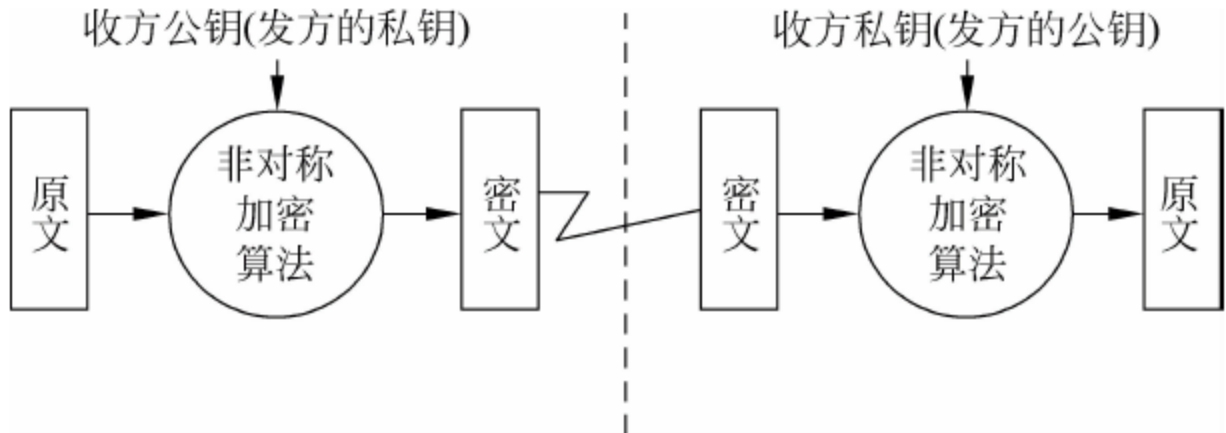 收方公钥(发方的私钥)
收方私钥(发方的公钥)
原文
非对称
加密
算法
密文
密文
非对称
加密
算法
原文